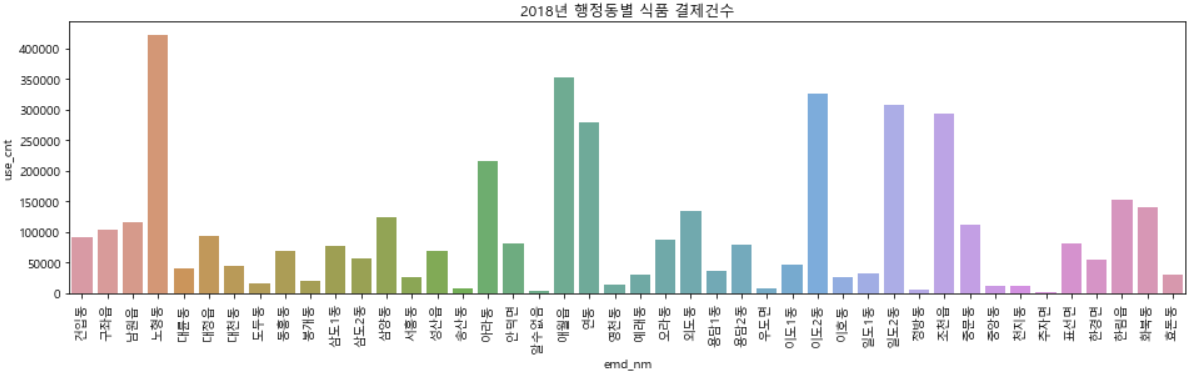 2018년 행정동별 식품 결제건수
use_cnt
400000
350000
300000
250000
200000
150000
100000
50000
0
건입동
구좌읍
남원읍
노형동
대륜동
대정읍
대천동
도두동
동홍동
봉개동
삼도1동
삼도2동
삼양동
서홍동
성산읍
송산동
아라동
안덕면
알수없음
애월읍
연동
영천동
예래동
오라동
외도동
용담1동
용담2동
우도면
이도1동
이도2동
이호동
일도1동
일도2동
정방동
조천읍
중문동
중앙동
천지동
추자면
표선면
한경면
한림읍
화북동
효돈동
emd_nm